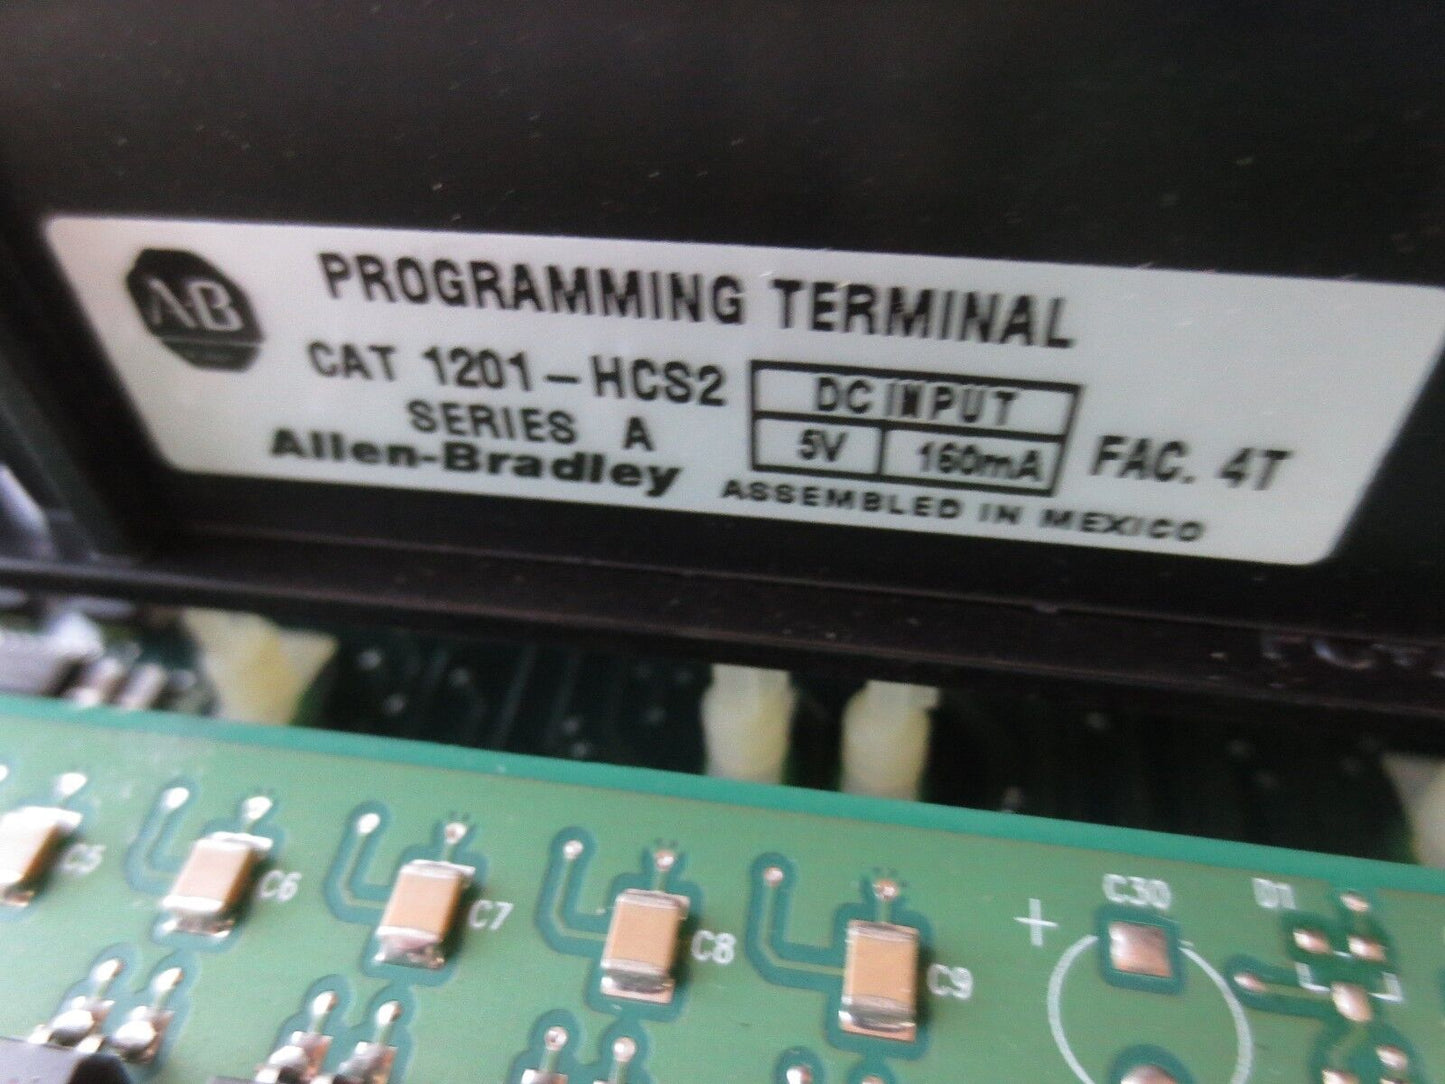 AB
PROGRAMMING TERMINAL
CAT 1201-HCS2
SERIES A
Allen-Bradley
DC INPUT
5V 160mA
FAC. 4T
ASSEMBLED IN MEXICO
C5
C6
C7
C8
C9
+
C30
D1